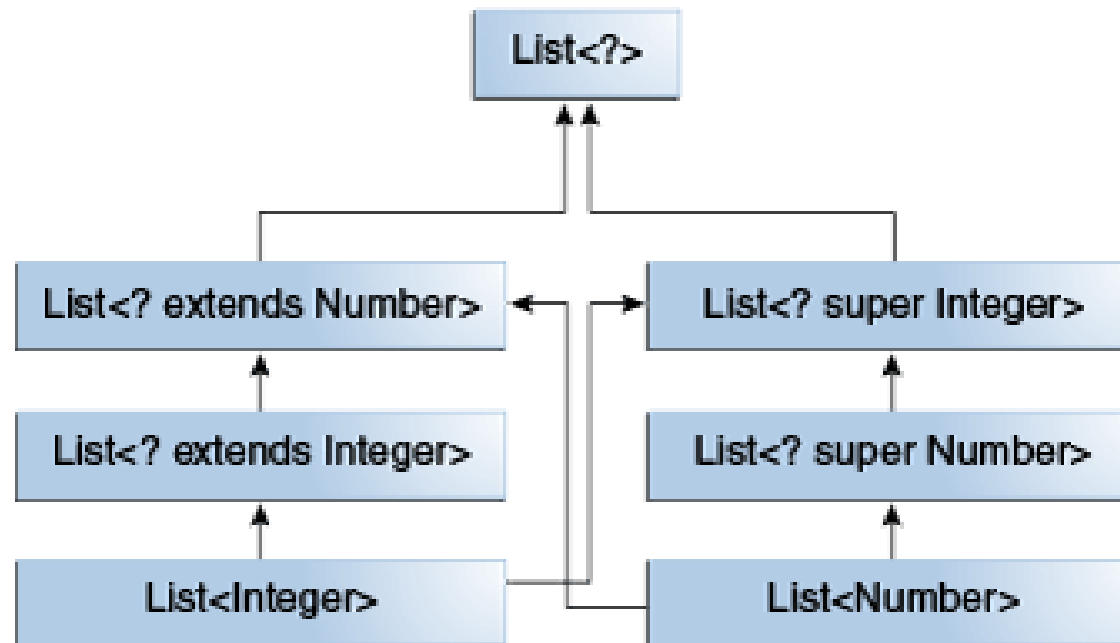 List<?>
List<? extends Number>
List<? super Integer>
List<? extends Integer>
List<? super Number>
List<Integer>
List<Number>